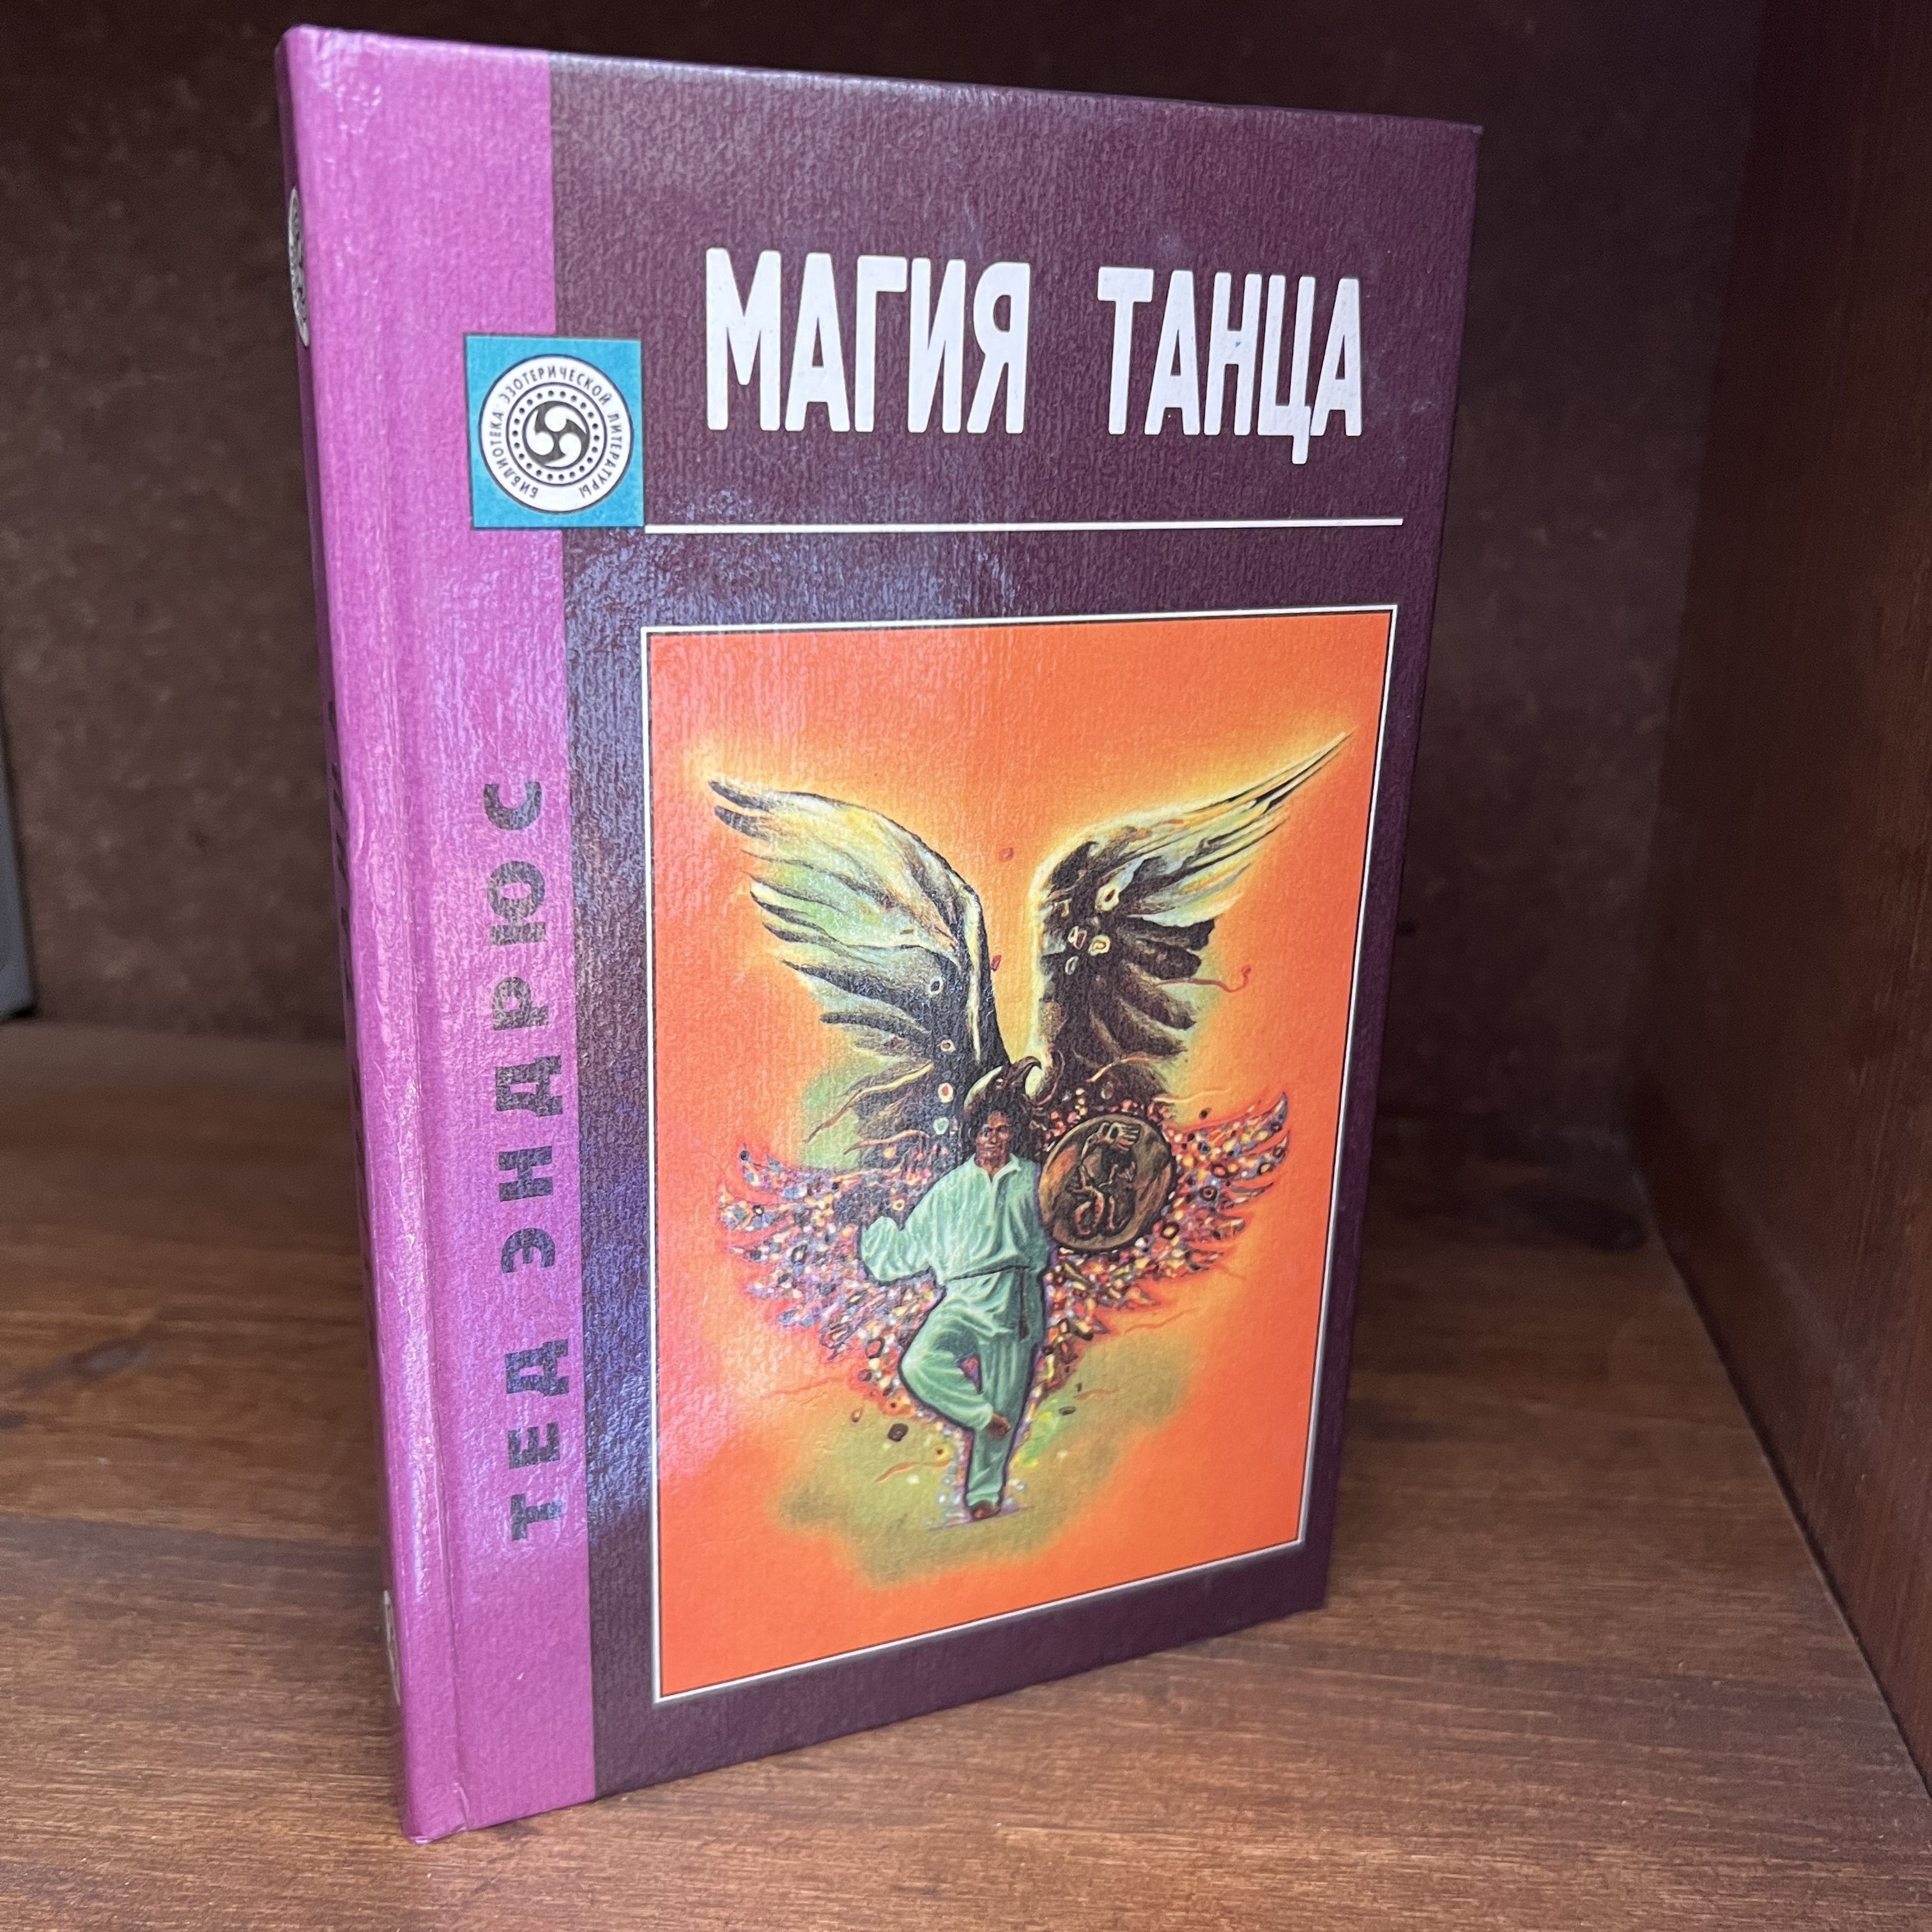 МАГИЯ ТАНЦА
БИБЛИОТЕКА ЭЗОТЕРИЧЕСКОЙ ЛИТЕРАТУРЫ
ТЕД ЭНДРЮС